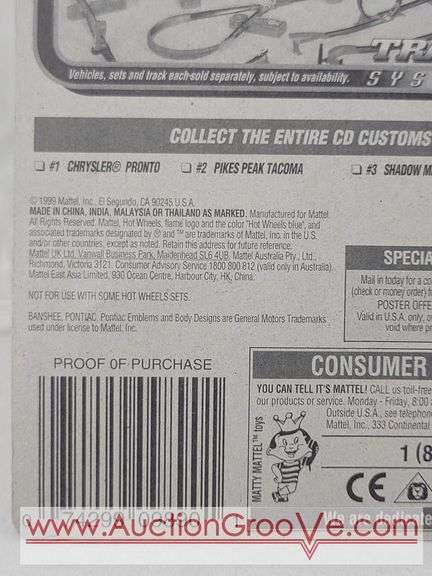 TR
Vehicles, sets and track each sold separately, subject to availability.
SYS
COLLECT THE ENTIRE CD CUSTOMS
#1 CHRYSLER® PRONTO
#2 PIKES PEAK TACOMA
#3 SHADOW M
© 1999 Mattel, Inc. El Segundo, CA 90245 U.S.A.
MADE IN CHINA, INDIA, MALAYSIA OR THAILAND AS MARKED. Manufactured for Mattel.
All Rights Reserved. Mattel, Hot Wheels, flame logo and the color "Hot Wheels blue", and
associated trademarks designated by ® and ™ are trademarks of Mattel, Inc. in the U.S.
and/or other countries, except as noted. Retain this address for future reference:
Mattel UK Ltd, Vanwall Business Park, Maidenhead SL6 4UB. Mattel Australia Pty., Ltd.,
Richmond, Victoria 3121. Consumer Advisory Service 1800 800 812 (valid only in Australia).
Mattel East Asia Limited, 930 Ocean Centre, Harbour City, HK, China.
NOT FOR USE WITH SOME HOT WHEELS SETS.
BANSHEE, PONTIAC, Pontiac Emblems and Body Designs are General Motors Trademarks
used under license to Mattel, Inc.
SPECIA
Mail in today for a co
(check or money order) f
POSTER OFFE
Valid in U.S.A. only, o
void where pr
PROOF OF PURCHASE
CONSUMER
YOU CAN TELL IT'S MATTEL! CALL us toll-free
our products or service. Monday - Friday, 8:00
Outside U.S.A., see telepho
Mattel, Inc., 333 Continental
MATTY MATTEL™ toys
1 (8
CE
We are dedicate
www.AuctionGrooVe.com